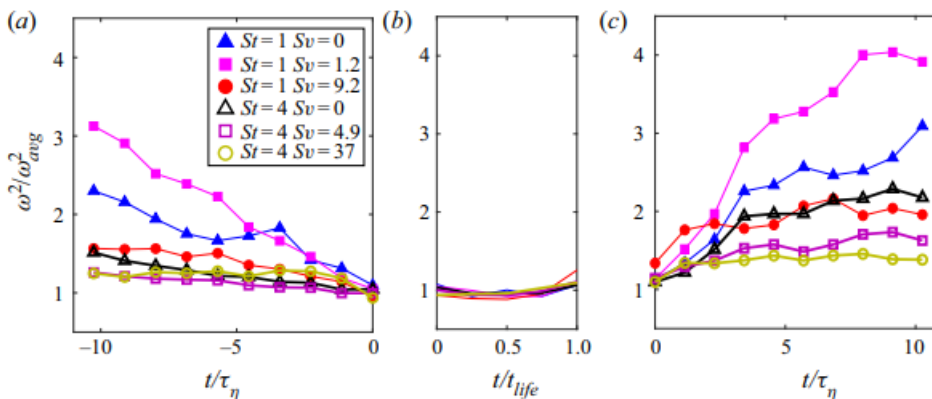 (a)
(b)
(c)
St = 1 Sv = 0
St = 1 Sv = 1.2
St = 1 Sv = 9.2
St = 4 Sv = 0
St = 4 Sv = 4.9
St = 4 Sv = 37
ω²/ω²avg
4
3
2
1
4
3
2
1
4
3
2
1
–10 –5 0
0 0.5 1.0
0 5 10
t/τη
t/tlife
t/τη